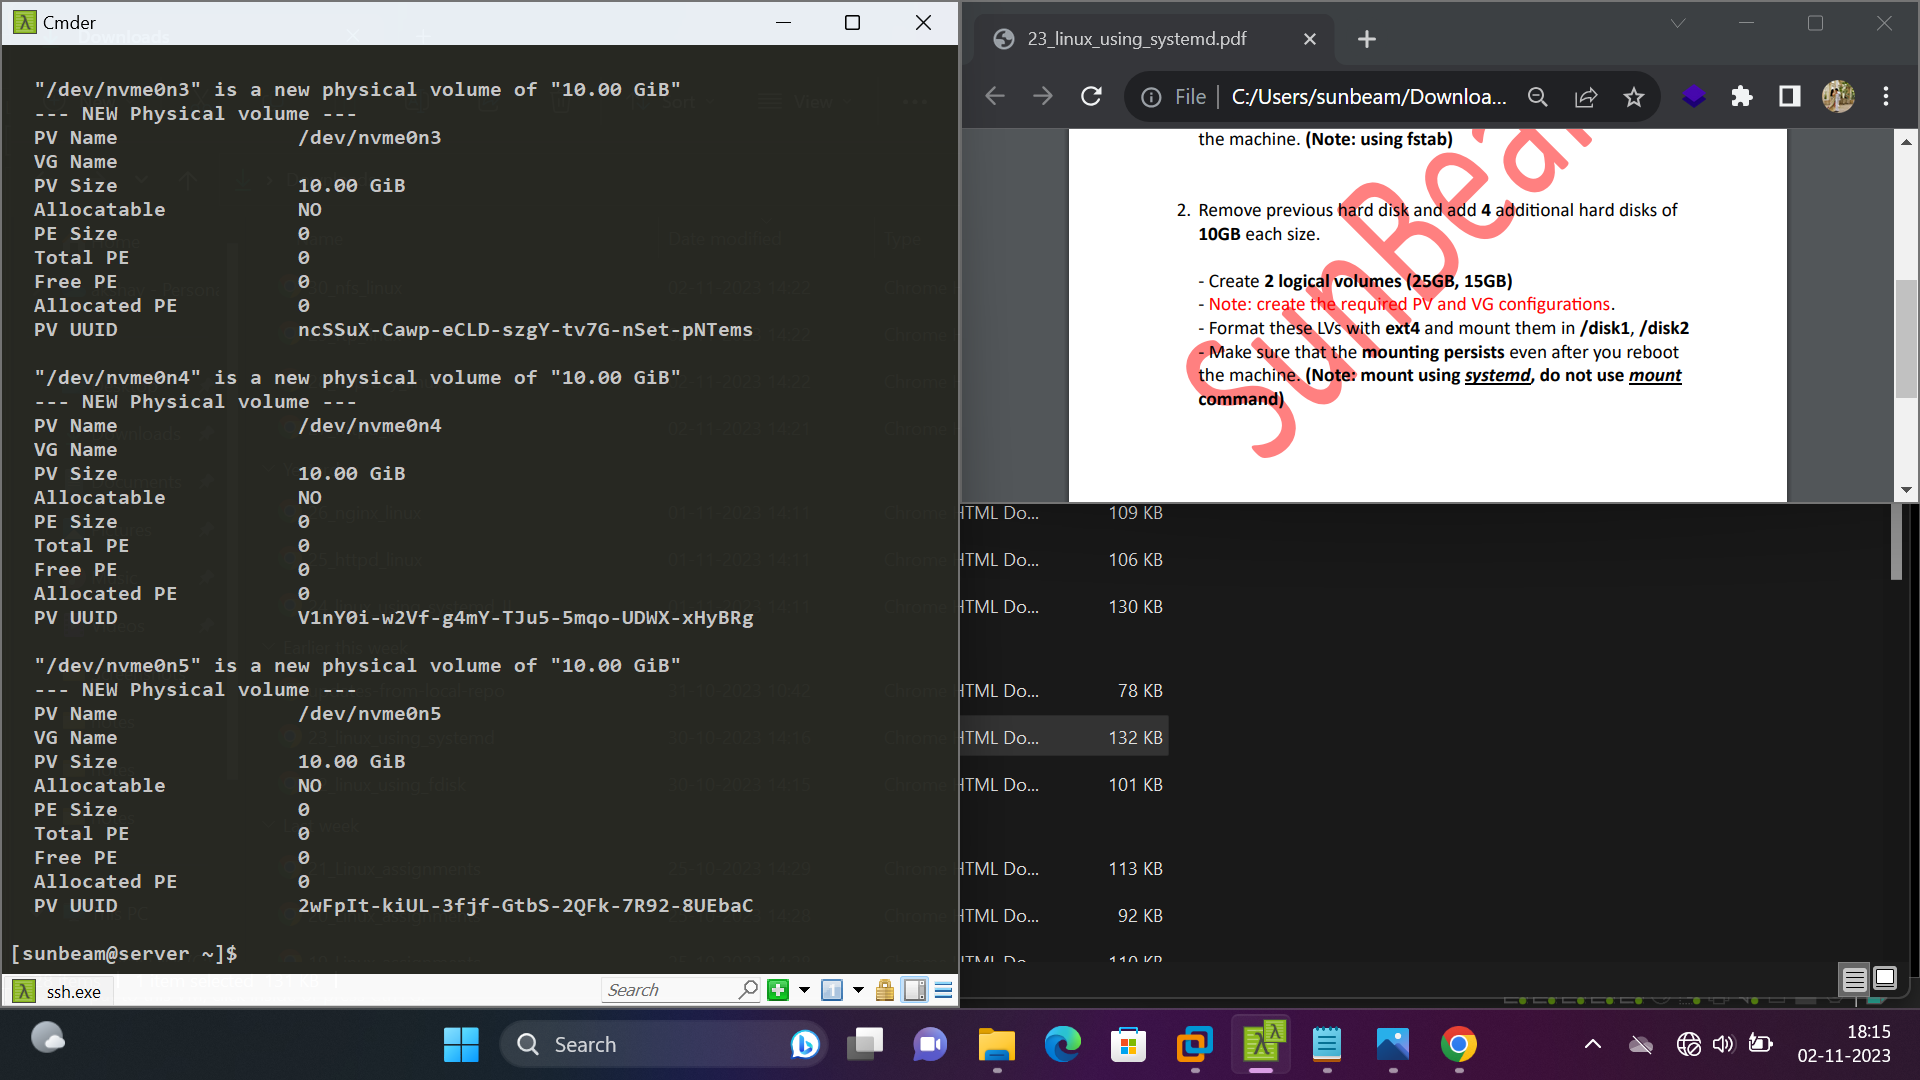 Cmder
"/dev/nvme0n3" is a new physical volume of "10.00 GiB"
--- NEW Physical volume ---
PV Name /dev/nvme0n3
VG Name
PV Size 10.00 GiB
Allocatable NO
PE Size 0
Total PE 0
Free PE 0
Allocated PE 0
PV UUID ncSSuX-Cawp-eCLD-szgY-tv7G-nSet-pNTems
"/dev/nvme0n4" is a new physical volume of "10.00 GiB"
--- NEW Physical volume ---
PV Name /dev/nvme0n4
VG Name
PV Size 10.00 GiB
Allocatable NO
PE Size 0
Total PE 0
Free PE 0
Allocated PE 0
PV UUID V1nY0i-w2Vf-g4mY-TJu5-5mqo-UDWX-xHyBRg
"/dev/nvme0n5" is a new physical volume of "10.00 GiB"
--- NEW Physical volume ---
PV Name /dev/nvme0n5
VG Name
PV Size 10.00 GiB
Allocatable NO
PE Size 0
Total PE 0
Free PE 0
Allocated PE 0
PV UUID 2wFpIt-kiUL-3fjf-GtbS-2QFk-7R92-8UEbaC
[sunbeam@server ~]$
ssh.exe
Search
1
23_linux_using_systemd.pdf
File
C:/Users/sunbeam/Downloa...
the machine. (Note: using fstab)
2. Remove previous hard disk and add 4 additional hard disks of
10GB each size.
- Create 2 logical volumes (25GB, 15GB)
- Note: create the required PV and VG configurations.
- Format these LVs with ext4 and mount them in /disk1, /disk2
- Make sure that the mounting persists even after you reboot
the machine. (Note: mount using systemd, do not use mount
command)
SunBea
HTML Do... 109 KB
HTML Do... 106 KB
HTML Do... 130 KB
HTML Do... 78 KB
HTML Do... 132 KB
HTML Do... 101 KB
HTML Do... 113 KB
HTML Do... 92 KB
110 KB
Search
18:15
02-11-2023